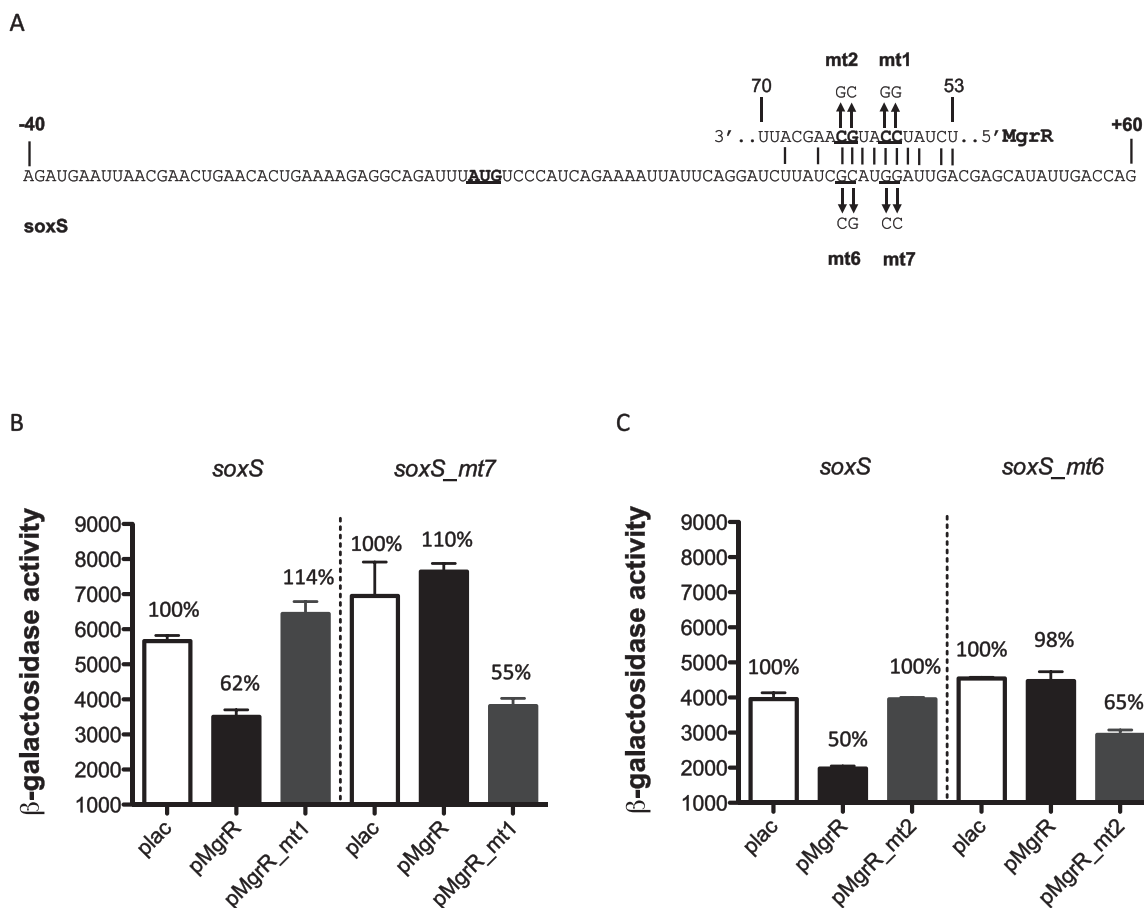 A
mt2 mt1
70 GC GG 53
-40 +60
3’..UUACGAACGUACCUAUCU..5’MgrR
AGAUGAAUUAACGAACUGAACACUGAAAAGAGGCAGAUUUAUGUCCCAUCAGAAAAUUAUUCAGGAUCUUAUCGCAUGGAUUGACGAGCAUAUUGACCAG
soxS CG CC
mt6 mt7
B
soxS soxS_mt7
β-galactosidase activity
9000
8000
7000
6000
5000
4000
3000
2000
1000
100% 62% 114% 100% 110% 55%
plac pMgrR pMgrR_mt1 plac pMgrR pMgrR_mt1
C
soxS soxS_mt6
β-galactosidase activity
9000
8000
7000
6000
5000
4000
3000
2000
1000
100% 50% 100% 100% 98% 65%
plac pMgrR pMgrR_mt2 plac pMgrR pMgrR_mt2